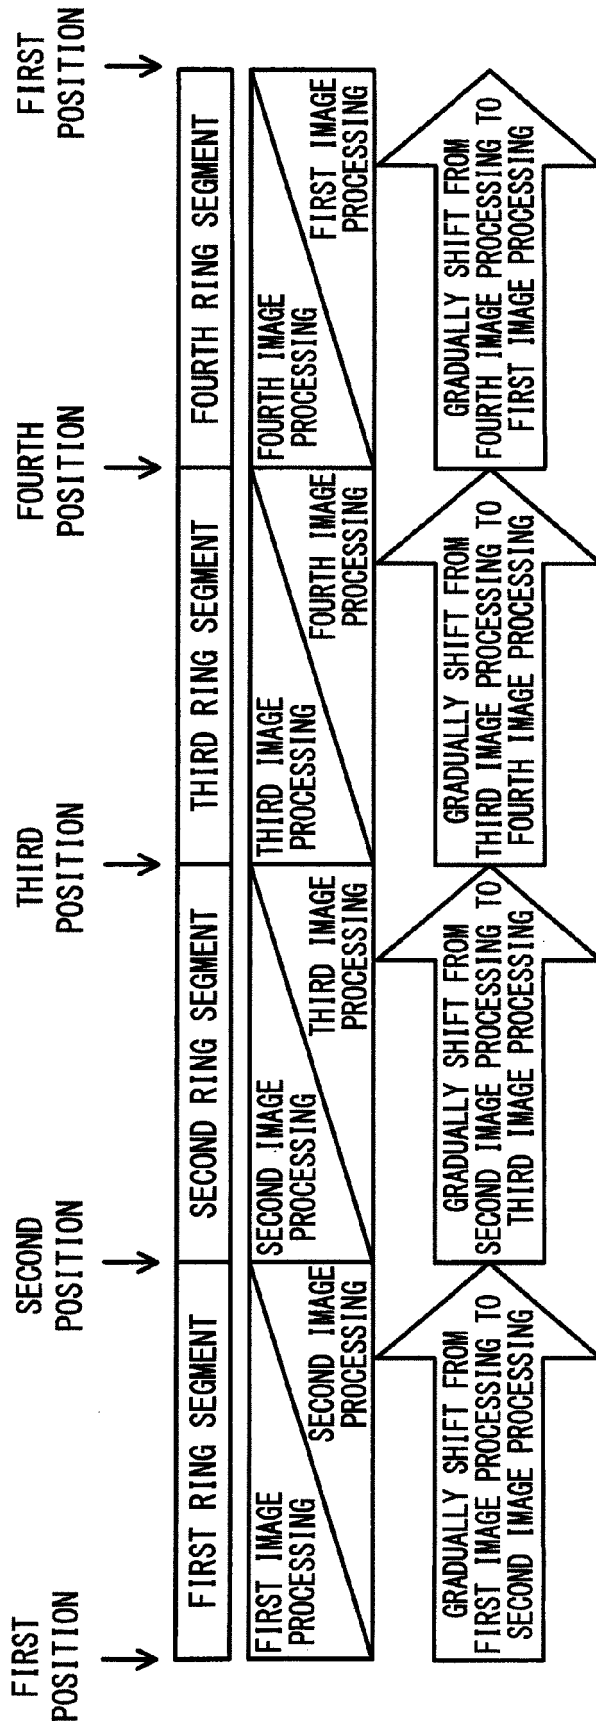 FIRST
POSITION
SECOND
POSITION
THIRD
POSITION
FOURTH
POSITION
FIRST
POSITION
FIRST RING SEGMENT
SECOND RING SEGMENT
THIRD RING SEGMENT
FOURTH RING SEGMENT
FIRST IMAGE
PROCESSING
SECOND IMAGE
PROCESSING
SECOND IMAGE
PROCESSING
THIRD IMAGE
PROCESSING
THIRD IMAGE
PROCESSING
FOURTH IMAGE
PROCESSING
FOURTH IMAGE
PROCESSING
FIRST IMAGE
PROCESSING
GRADUALLY SHIFT FROM
FIRST IMAGE PROCESSING TO
SECOND IMAGE PROCESSING
GRADUALLY SHIFT FROM
SECOND IMAGE PROCESSING TO
THIRD IMAGE PROCESSING
GRADUALLY SHIFT FROM
THIRD IMAGE PROCESSING TO
FOURTH IMAGE PROCESSING
GRADUALLY SHIFT FROM
FOURTH IMAGE PROCESSING TO
FIRST IMAGE PROCESSING